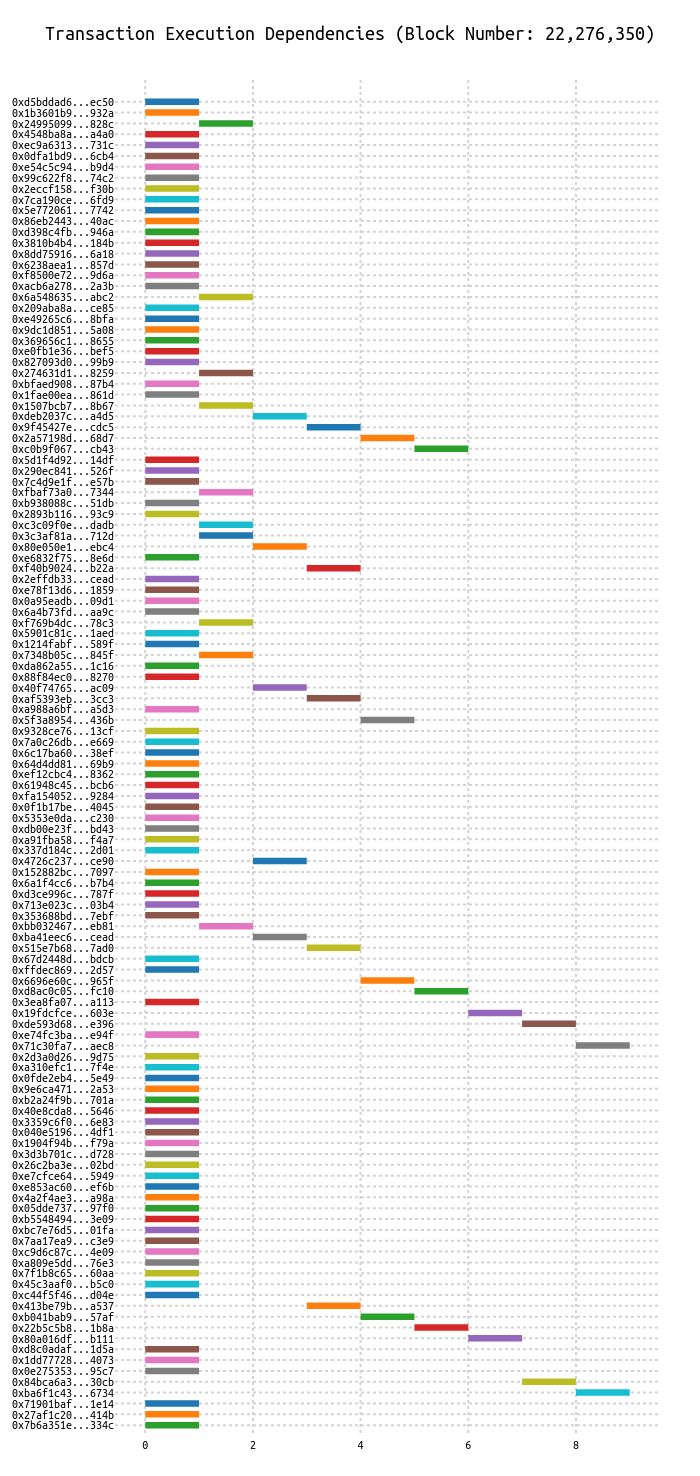 Transaction Execution Dependencies (Block Number: 22,276,350)
0xd5bddad6...ec50
0x1b3601b9...932a
0x24995099...828c
0x4548ba8a...a4a0
0xec9a6313...731c
0x0dfa1bd9...6cb4
0xe54c5c94...b9d4
0x99c622f8...74c2
0x2eccf158...f30b
0x7ca190ce...6fd9
0x5e772061...7742
0x86eb2443...40ac
0xd398c4fb...946a
0x3810b4b4...184b
0x8dd75916...6a18
0x6238aea1...857d
0xf8500e72...9d6a
0xacb6a278...2a3b
0x6a548635...abc2
0x209aba8a...ce85
0xe49265c6...8bfa
0x9dc1d851...5a08
0x369656c1...8655
0xe0fb1e36...bef5
0x827093d0...99b9
0x274631d1...8259
0xbfaed908...87b4
0x1fae00ea...861d
0x1507bcb7...8b67
0xdeb2037c...a4d5
0x9f45427e...cdc5
0x2a57198d...68d7
0xc0b9f067...cb43
0x5d1f4d92...14df
0x290ec841...526f
0x7c4d9e1f...e57b
0xfbaf73a0...7344
0xb938088c...51db
0x2893b116...93c9
0xc3c09f0e...dadb
0x3c3af81a...712d
0x80e050e1...ebc4
0xe6832f75...8e6d
0xf40b9024...b22a
0x2effdb33...cead
0xe78f13d6...1859
0x0a95eadb...09d1
0x6a4b73fd...aa9c
0xf769b4dc...78c3
0x5901c81c...1aed
0x1214fabf...589f
0x7348b05c...845f
0xda862a55...1c16
0x88f84ec0...8270
0x40f74765...ac09
0xaf5393eb...3cc3
0xa988a6bf...a5d3
0x5f3a8954...436b
0x9328ce76...13cf
0x7a0c26db...e669
0x6c17ba60...38ef
0x64d4dd81...69b9
0xef12cbc4...8362
0x61948c45...bcb6
0xfa154052...9284
0x0f1b17be...4045
0x5353e0da...c230
0xdb00e23f...bd43
0xa91fba58...f4a7
0x337d184c...2d01
0x4726c237...ce90
0x152882bc...7097
0x6a1f4cc6...b7b4
0xd3ce996c...787f
0x713e023c...03b4
0x353688bd...7ebf
0xbb032467...eb81
0xba41eec6...cead
0x515e7b68...7ad0
0x67d2448d...bdcb
0xffdec869...2d57
0x6696e60c...965f
0xd8ac0c05...fc10
0x3ea8fa07...a113
0x19fdcfce...603e
0xde593d68...e396
0xe74fc3ba...e94f
0x71c30fa7...aec8
0x2d3a0d26...9d75
0xa310efc1...7f4e
0x0fde2eb4...5e49
0x9e6ca471...2a53
0xb2a24f9b...701a
0x40e8cda8...5646
0x3359c6f0...6e83
0x040e5196...4df1
0x1904f94b...f79a
0x3d3b701c...d728
0x26c2ba3e...02bd
0xe7cfce64...5949
0xe853ac60...ef6b
0x4a2f4ae3...a98a
0x05dde737...97f0
0xb5548494...3e09
0xbc7e76d5...01fa
0x7aa17ea9...c3e9
0xc9d6c87c...4e09
0xa809e5dd...76e3
0x7f1b8c65...60aa
0x45c3aaf0...b5c0
0xc44f5f46...d04e
0x413be79b...a537
0xb041bab9...57af
0x22b5c5b8...1b8a
0x80a016df...b111
0xd8c0adaf...1d5a
0x1dd77728...4073
0x0e275353...95c7
0x84bca6a3...30cb
0xba6f1c43...6734
0x71901baf...1e14
0x27af1c20...414b
0x7b6a351e...334c
0 2 4 6 8